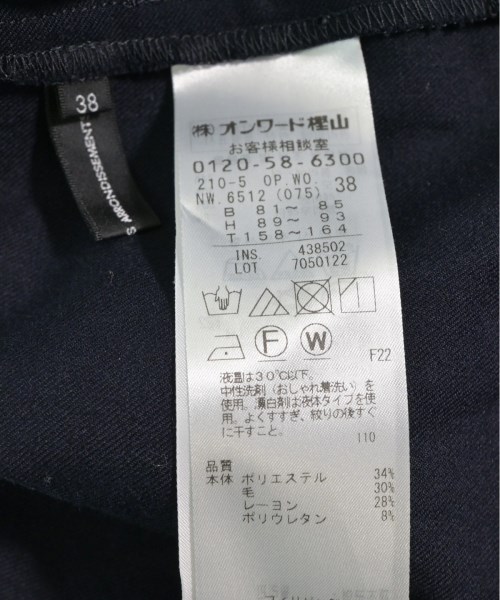 38
ARRONDISSEMENT
㈱ オンワード樫山
お客様相談室
0120-58-6300
210-5 OP.WO. 38
NW.6512 (075)
B 81～ 85
H 89～ 93
T 158～164
INS. 438502
LOT 7050122
F W
F22
液温は30℃以下。
中性洗剤(おしゃれ着洗い)を
使用。漂白剤は液体タイプを使
用。よくすすぎ、絞りの後すぐ
に干すこと。
110
品質
本体 ポリエステル 34%
毛 30%
レーヨン 28%
ポリウレタン 8%